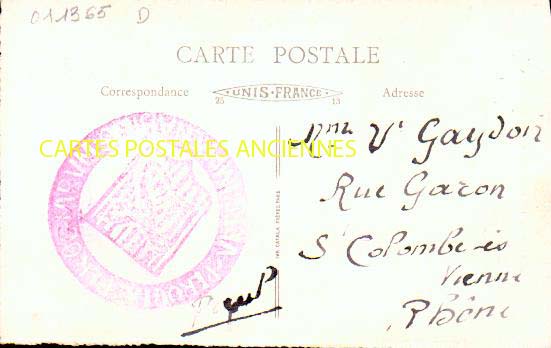 011365 D
CARTE POSTALE
Correspondance
UNIS-FRANCE
25 13
Adresse
CARTES POSTALES ANCIENNES
Mme Vve Gaydon
Rue Garon
St Colombe-les
Vienne
Rhône